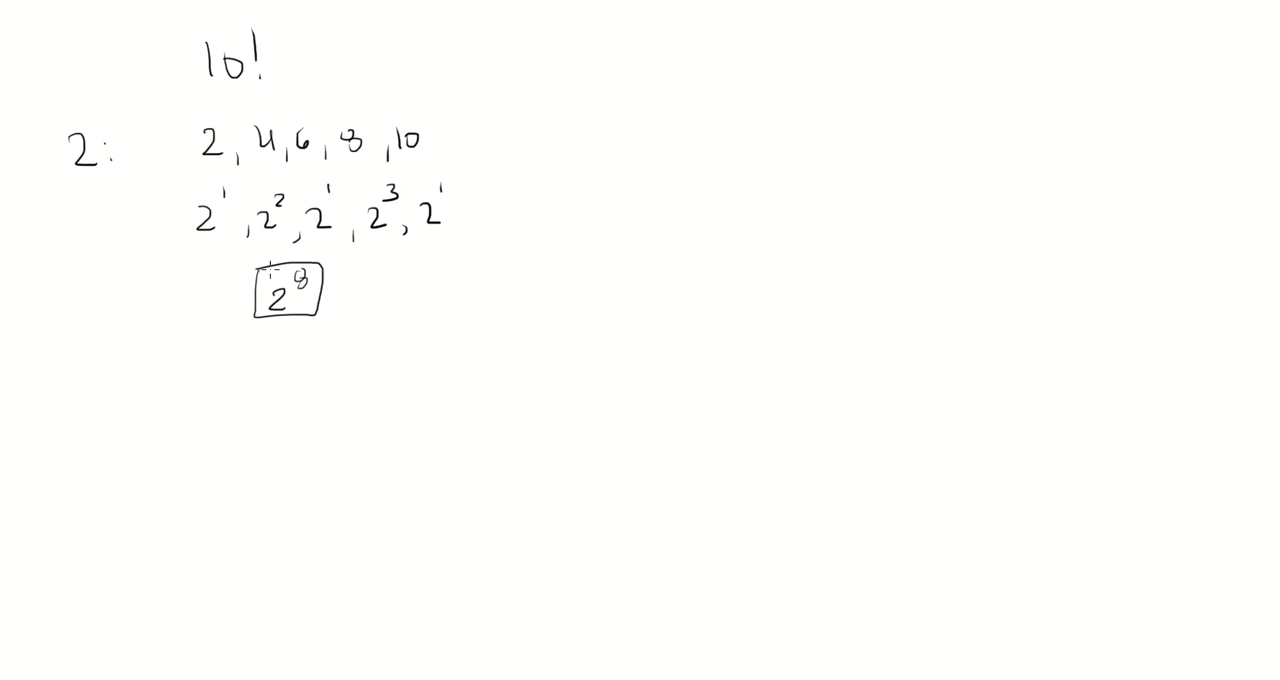 10!
2: 2, 4, 6, 8, 10
2¹, 2², 2¹, 2³, 2¹
2⁸